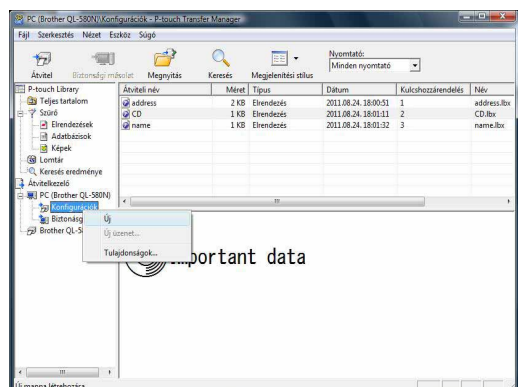 PC (Brother QL-580N)\Konfigurációk - P-touch Transfer Manager
Fájl Szerkesztés Nézet Eszköz Súgó
Nyomtató:
Minden nyomtató
Átvitel Biztonsági másolat Megnyitás Keresés Megjelenítési stílus
P-touch Library
Teljes tartalom
Szűrő
Elrendezések
Adatbázisok
Képek
Lomtár
Keresés eredménye
Átvitelkezelő
PC (Brother QL-580N)
Konfigurációk
Brother QL-5
Átviteli név Méret Típus Dátum Kulcshozzárendelés Név
address 2 KB Elrendezés 2011.08.24. 18:00:51 1 address.lbx
CD 1 KB Elrendezés 2011.08.24. 18:01:11 2 CD.lbx
name 1 KB Elrendezés 2011.08.24. 18:01:32 3 name.lbx
Új
Új üzenet...
Tulajdonságok...
Important data
Új mappa létrehozása